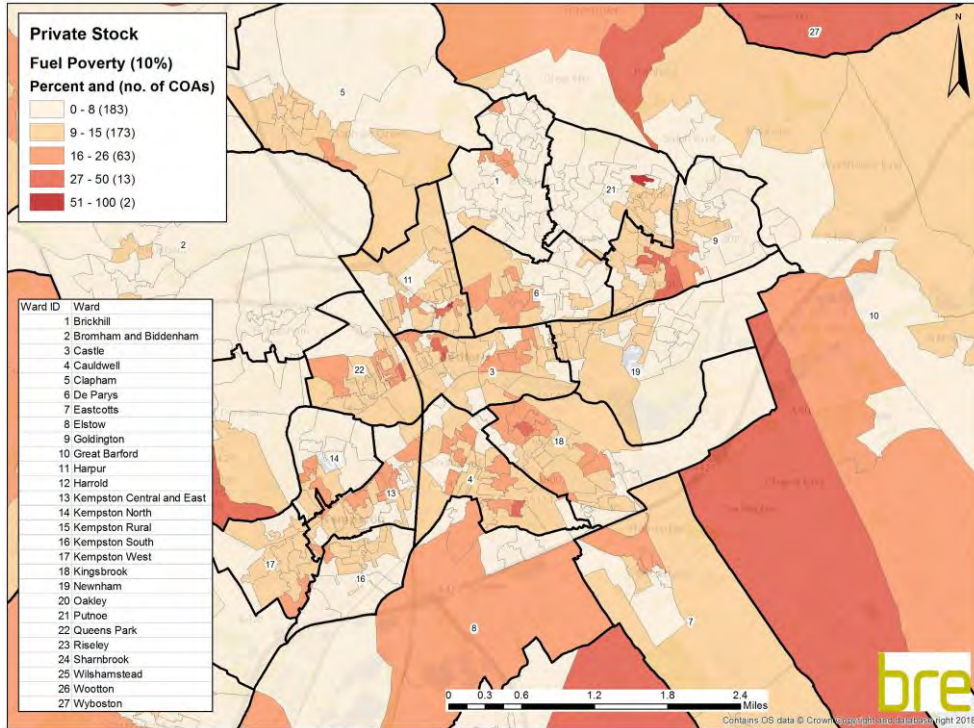 Private Stock
Fuel Poverty (10%)
Percent and (no. of COAs)
0 - 8 (183)
9 - 15 (173)
16 - 26 (63)
27 - 50 (13)
51 - 100 (2)
Ward ID Ward
1 Brickhill
2 Bromham and Biddenham
3 Castle
4 Cauldwell
5 Clapham
6 De Parys
7 Eastcotts
8 Elstow
9 Goldington
10 Great Barford
11 Harpur
12 Harrold
13 Kempston Central and East
14 Kempston North
15 Kempston Rural
16 Kempston South
17 Kempston West
18 Kingsbrook
19 Newnham
20 Oakley
21 Putnoe
22 Queens Park
23 Riseley
24 Sharnbrook
25 Wilshamstead
26 Wootton
27 Wyboston
N
27
5
1
21
9
2
11
6
10
22
3
19
14
18
13
4
17
16
8
7
0 0.3 0.6 1.2 1.8 2.4
Miles
bre
Contains OS data © Crown Copyright and database right 2016